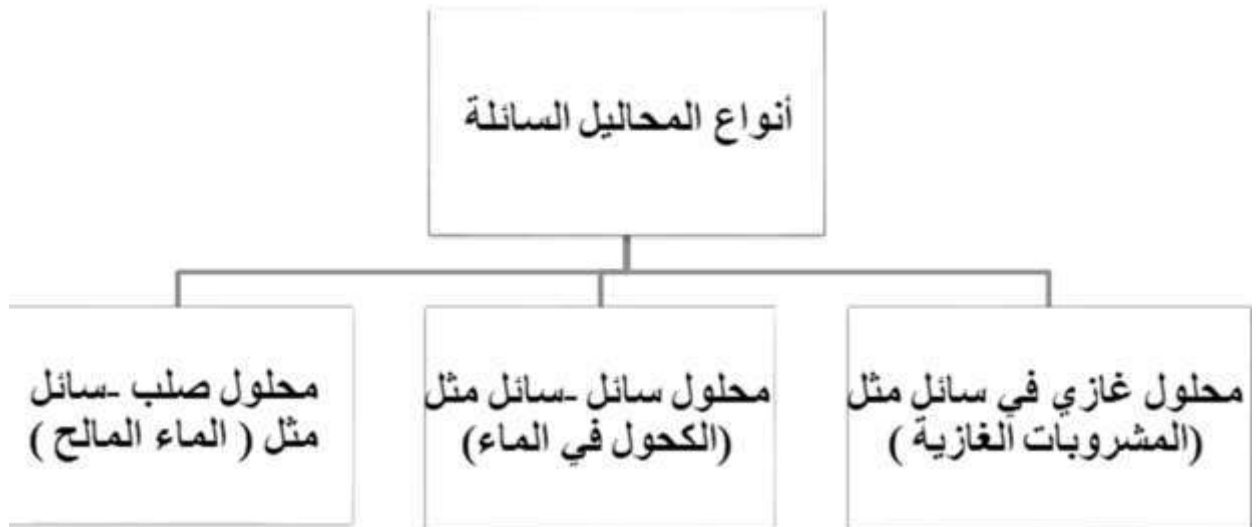 أنواع المحاليل السائلة
محلول غازي في سائل مثل
(المشروبات الغازية )
محلول سائل -سائل مثل
(الكحول في الماء)
محلول صلب -سائل
مثل ( الماء المالح )